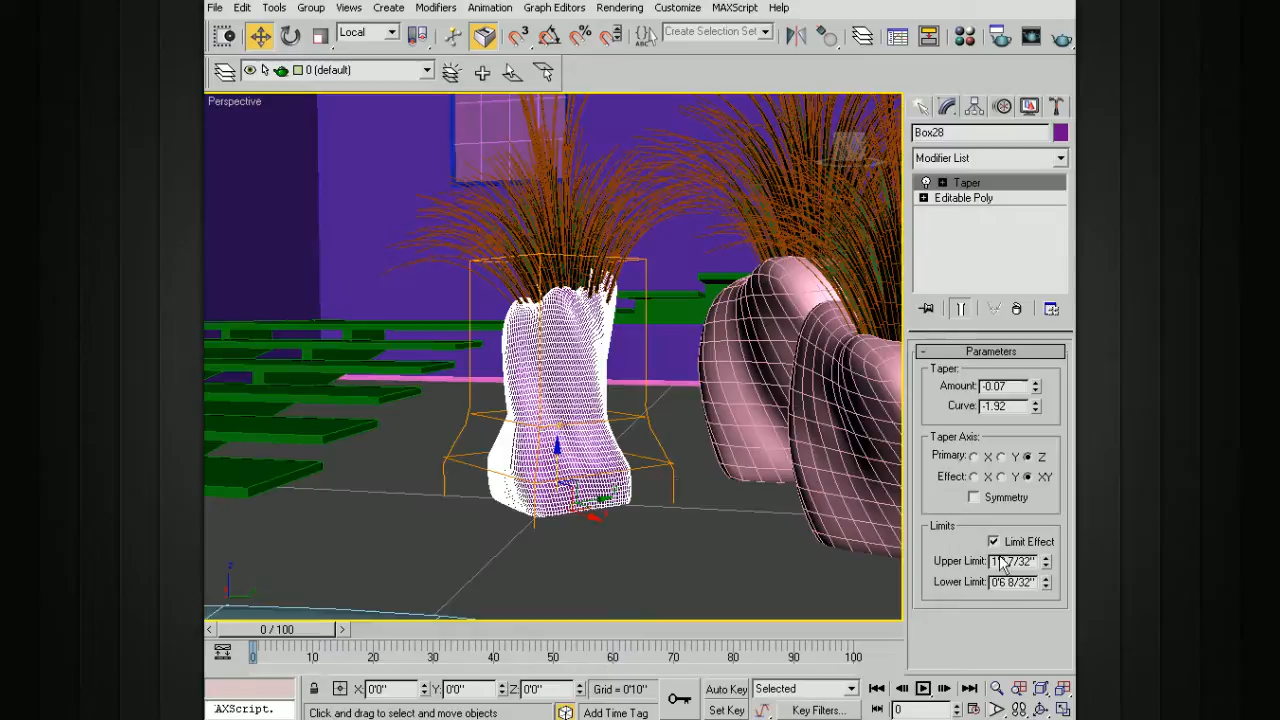 File Edit Tools Group Views Create Modifiers Animation Graph Editors Rendering Customize MAXScript Help
Local Create Selection Set
0 (default)
Perspective
Box28
Modifier List
Taper
Editable Poly
Parameters
Taper:
Amount: -0.07
Curve: -1.92
Taper Axis:
Primary: X Y Z
Effect: X Y XY
Symmetry
Limits
Limit Effect
Upper Limit: 7/32"
Lower Limit: 0'6 8/32"
0 / 100
0 10 20 30 40 50 60 70 80 90 100
X: 0'0" Y: 0'0" Z: 0'0" Grid = 0'10" Auto Key Selected
AXScript. Click and drag to select and move objects Add Time Tag Set Key Key Filters... 0